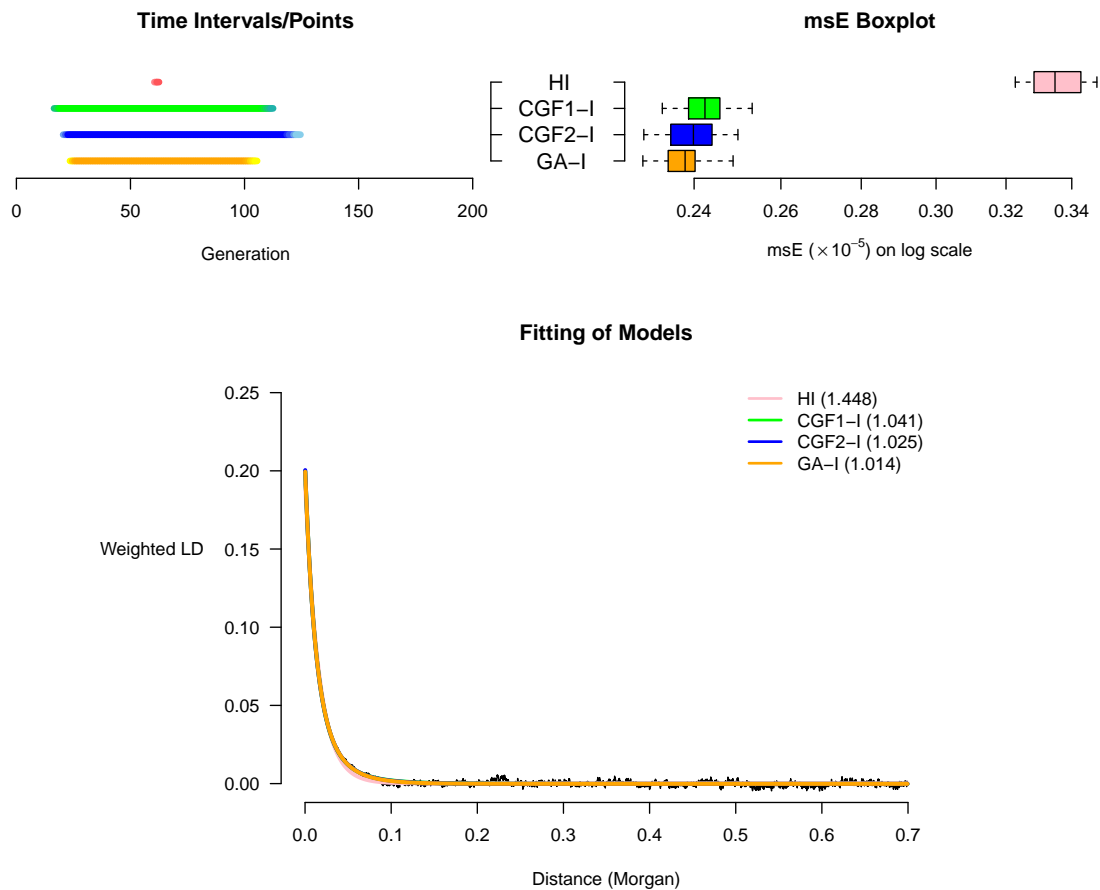 Time Intervals/Points
msE Boxplot
HI
CGF1−I
CGF2−I
GA−I
0 50 100 150 200
Generation
0.24 0.26 0.28 0.30 0.32 0.34
msE (×10⁻⁵) on log scale
Fitting of Models
HI (1.448)
CGF1−I (1.041)
CGF2−I (1.025)
GA−I (1.014)
0.25
0.20
0.15
0.10
0.05
0.00
Weighted LD
0.0 0.1 0.2 0.3 0.4 0.5 0.6 0.7
Distance (Morgan)